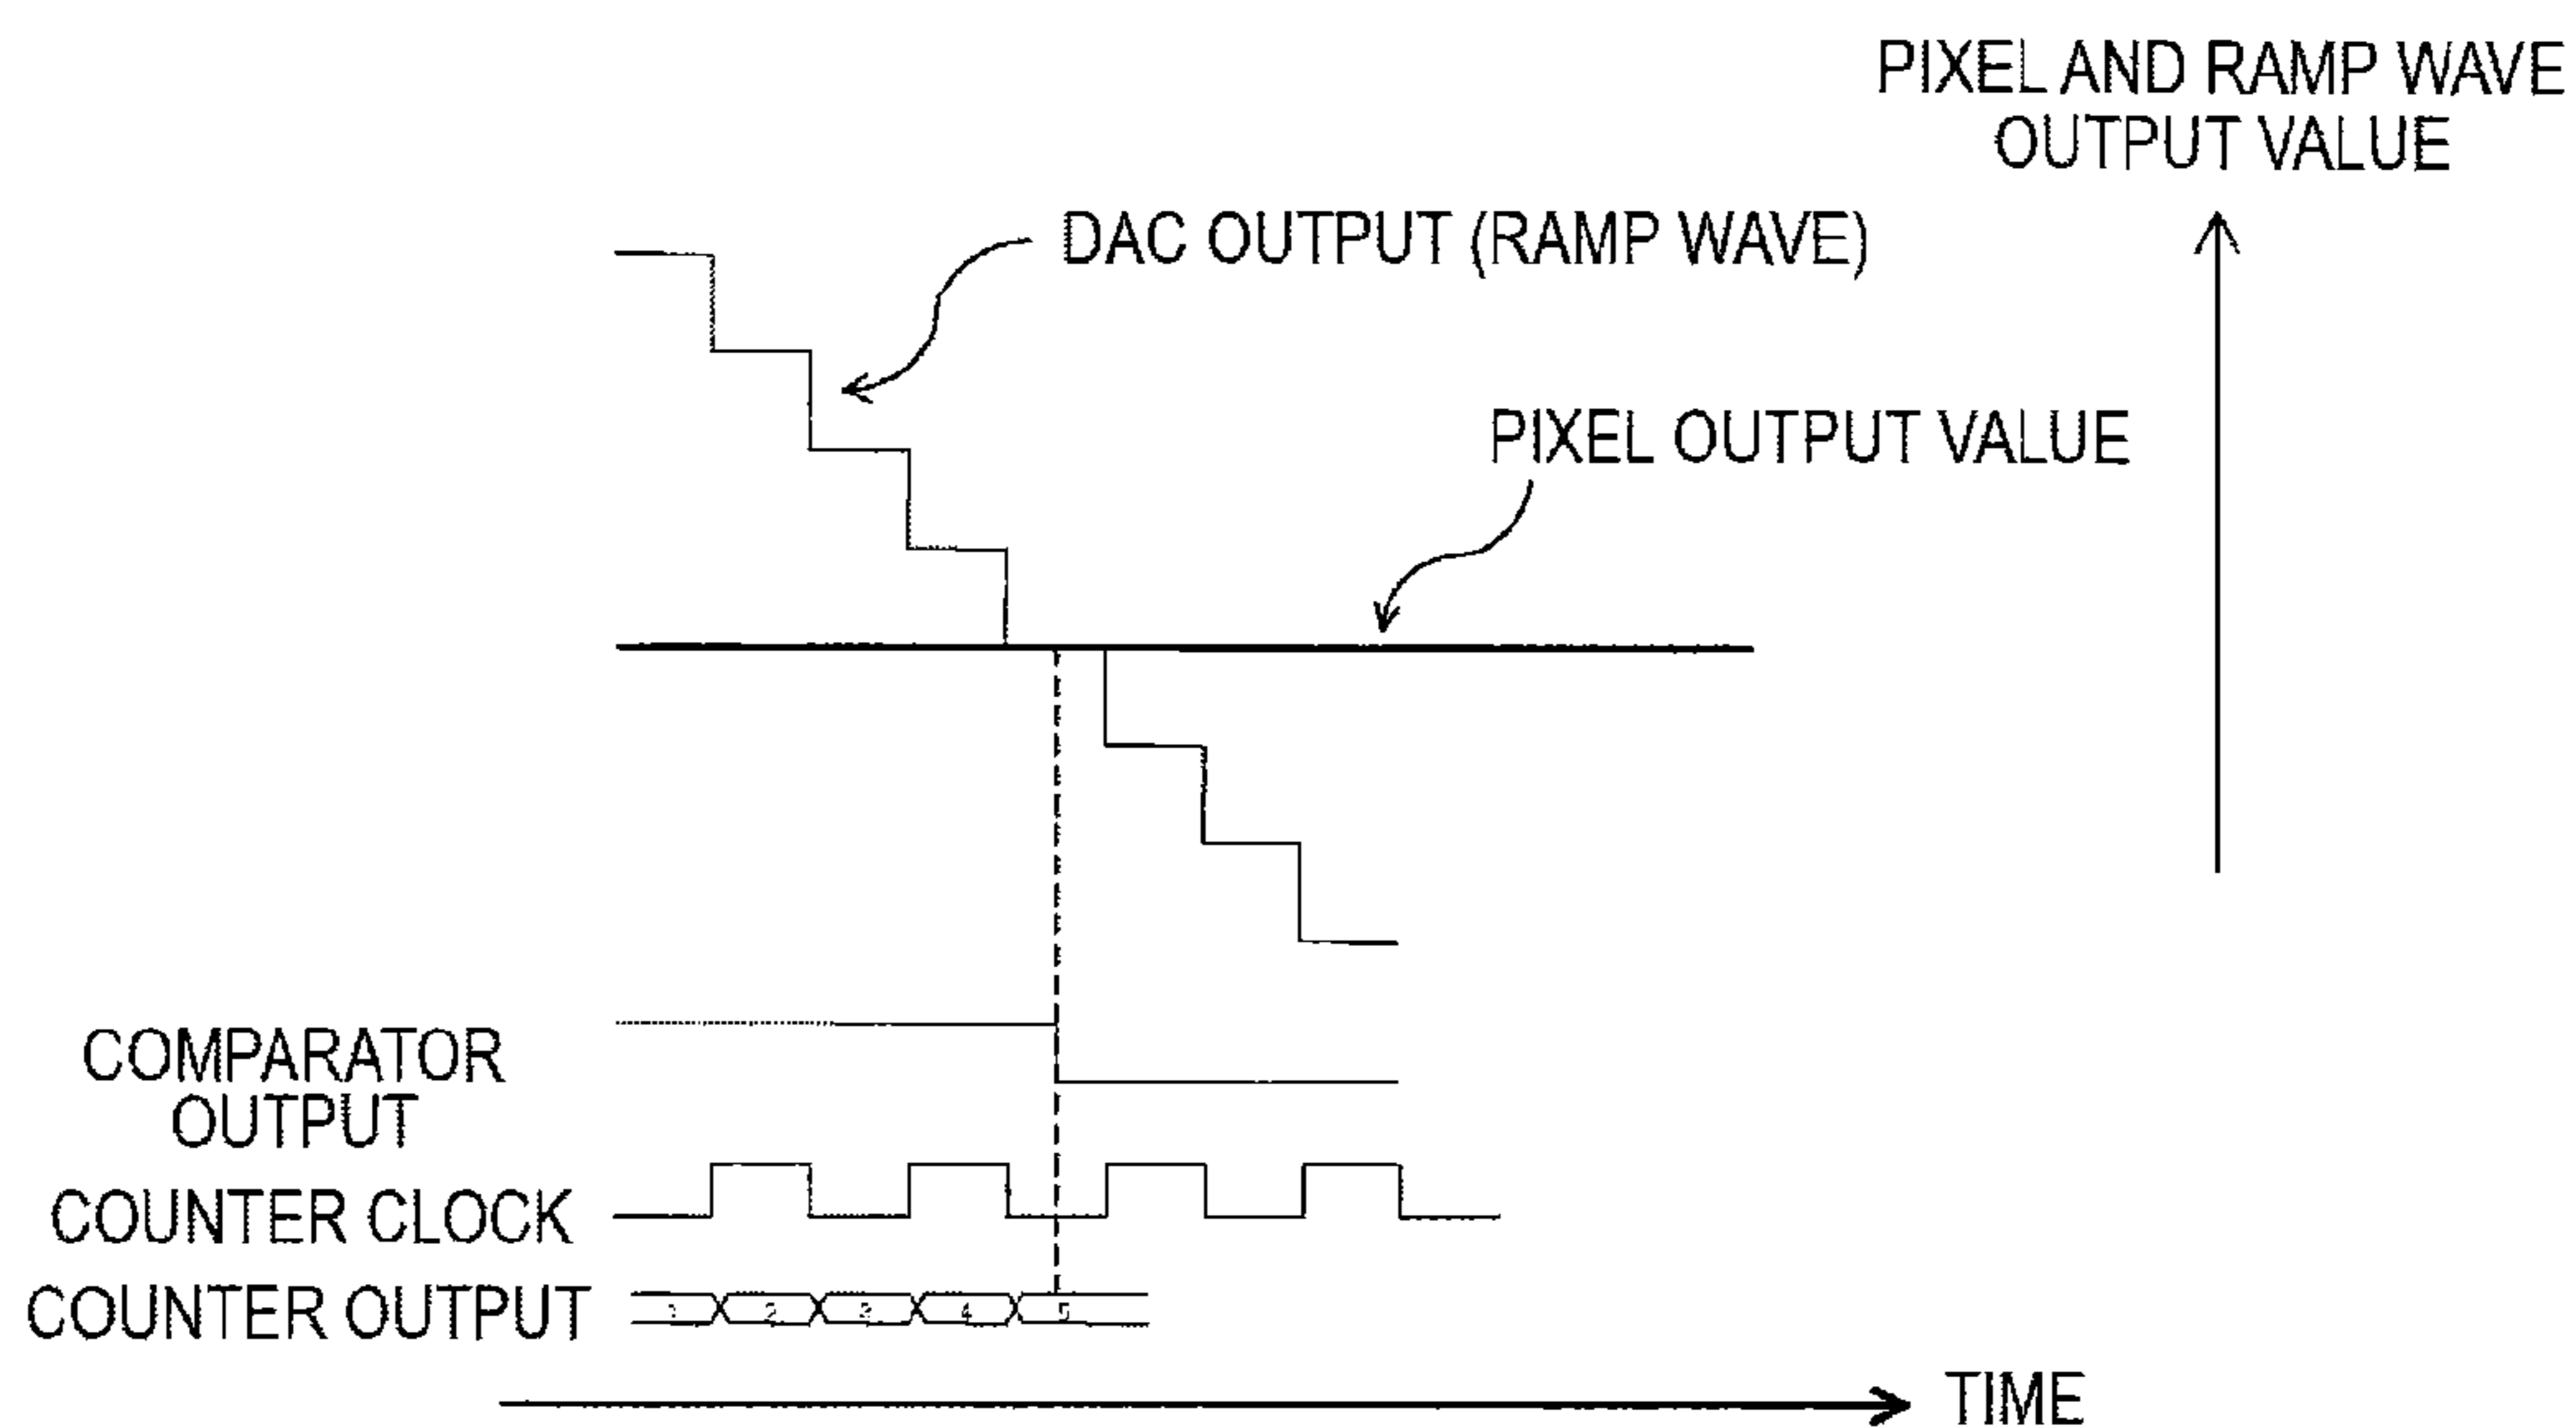 PIXEL AND RAMP WAVE
OUTPUT VALUE
DAC OUTPUT (RAMP WAVE)
PIXEL OUTPUT VALUE
COMPARATOR
OUTPUT
COUNTER CLOCK
COUNTER OUTPUT
1 2 3 4 5
TIME